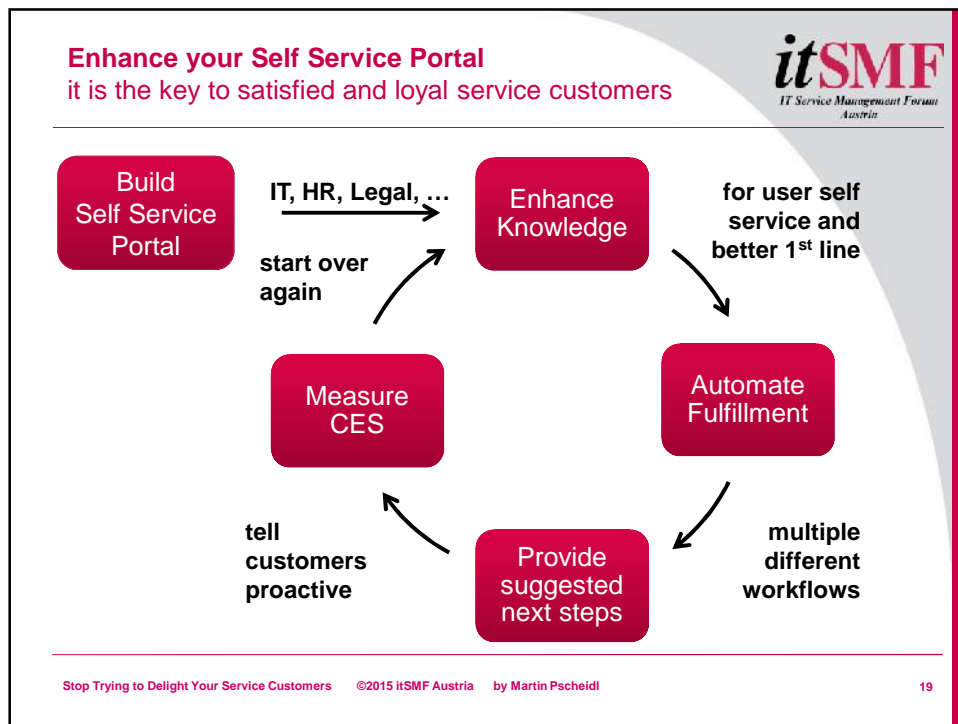 Enhance your Self Service Portal
it is the key to satisfied and loyal service customers
itSMF
IT Service Management Forum
Austria
Build
Self Service
Portal
IT, HR, Legal, …
Enhance
Knowledge
for user self
service and
better 1st line
start over
again
Measure
CES
Automate
Fulfillment
tell
customers
proactive
Provide
suggested
next steps
multiple
different
workflows
Stop Trying to Delight Your Service Customers ©2015 itSMF Austria by Martin Pscheidl 19